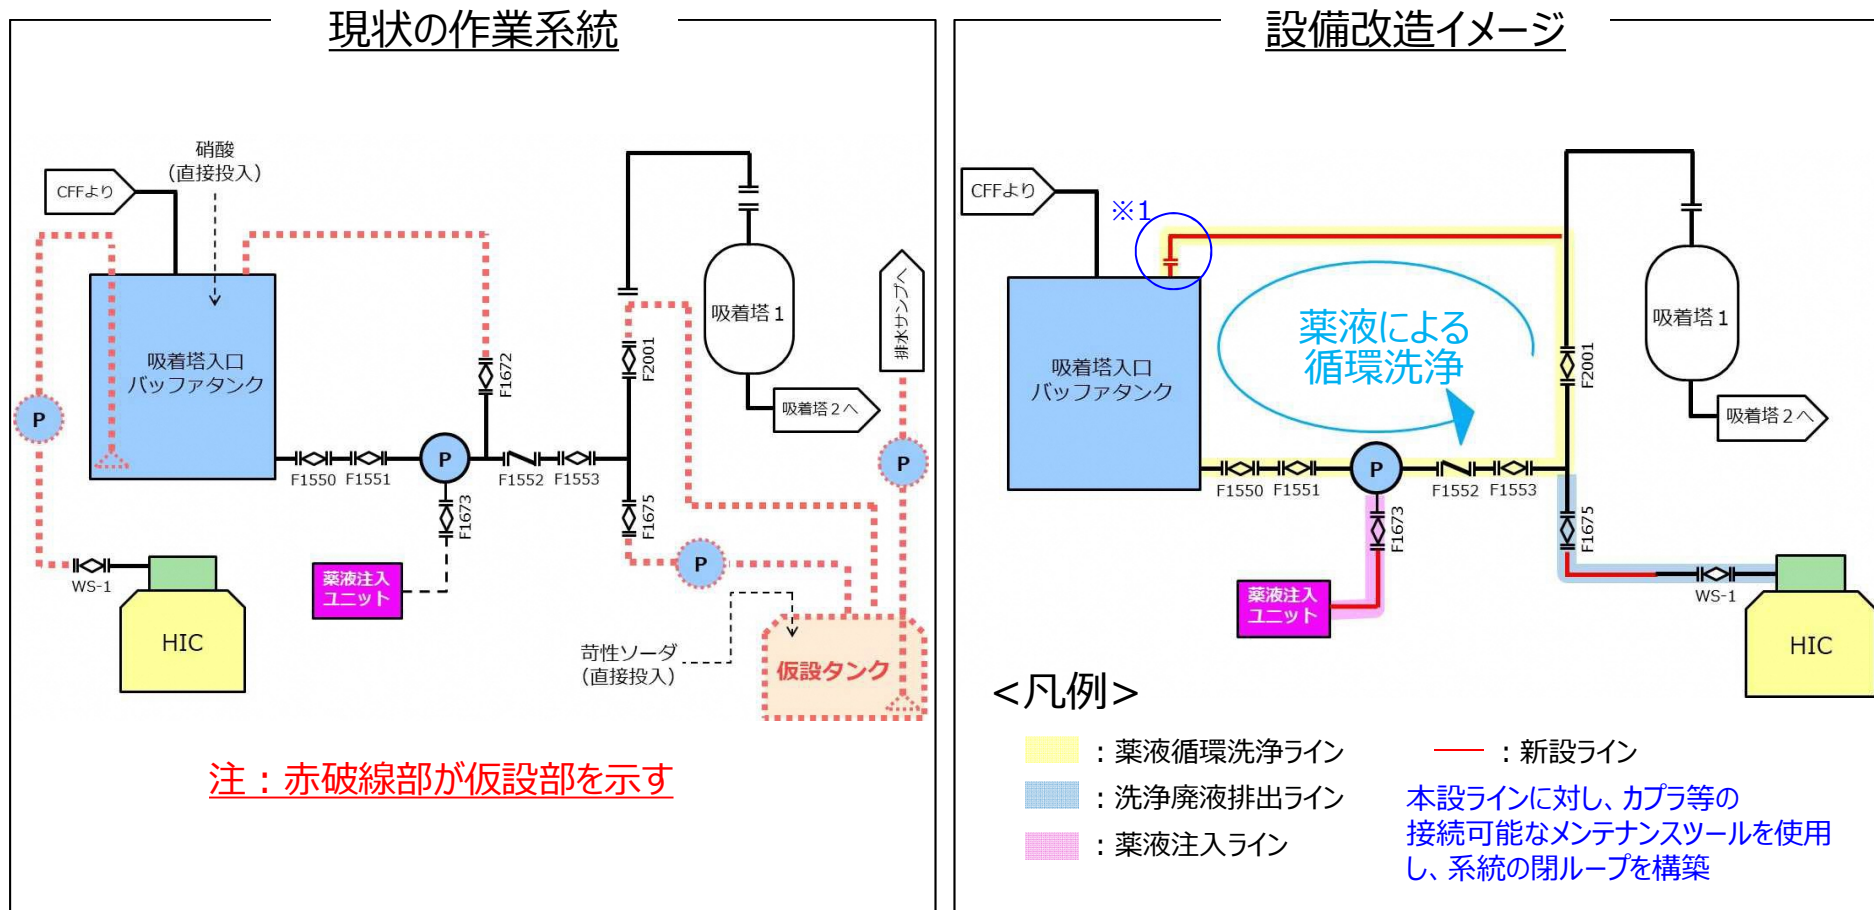 現状の作業系統
硝酸
(直接投入)
CFFより
吸着塔入口
バッファタンク
P
WS-1
HIC
F1550
F1551
P
F1672
F1552
F1553
F1673
薬液注入
ユニット
F2001
F1675
P
吸着塔１
吸着塔２へ
排水サンプへ
P
苛性ソーダ
(直接投入)
仮設タンク
注：赤破線部が仮設部を示す
設備改造イメージ
CFFより
※1
吸着塔入口
バッファタンク
薬液による
循環洗浄
F1550
F1551
P
F1552
F1553
F1673
薬液注入
ユニット
F2001
F1675
吸着塔１
吸着塔２へ
WS-1
HIC
<凡例>
：薬液循環洗浄ライン
：洗浄廃液排出ライン
：薬液注入ライン
：新設ライン
本設ラインに対し、カプラ等の
接続可能なメンテナンスツールを使用
し、系統の閉ループを構築